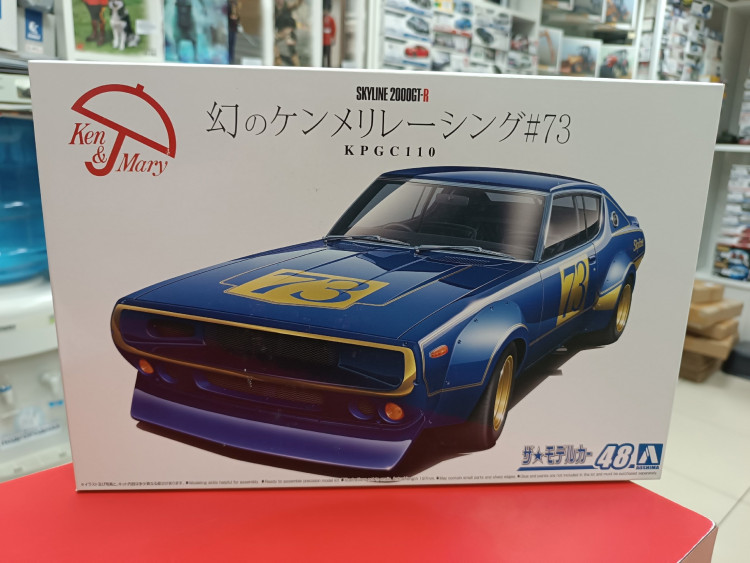 SKYLINE 2000GT-R
幻のケンメリレーシング#73
KPGC110
Ken
&
Mary
73
73
Skyline
ザ★モデルカー 48 AOSHIMA